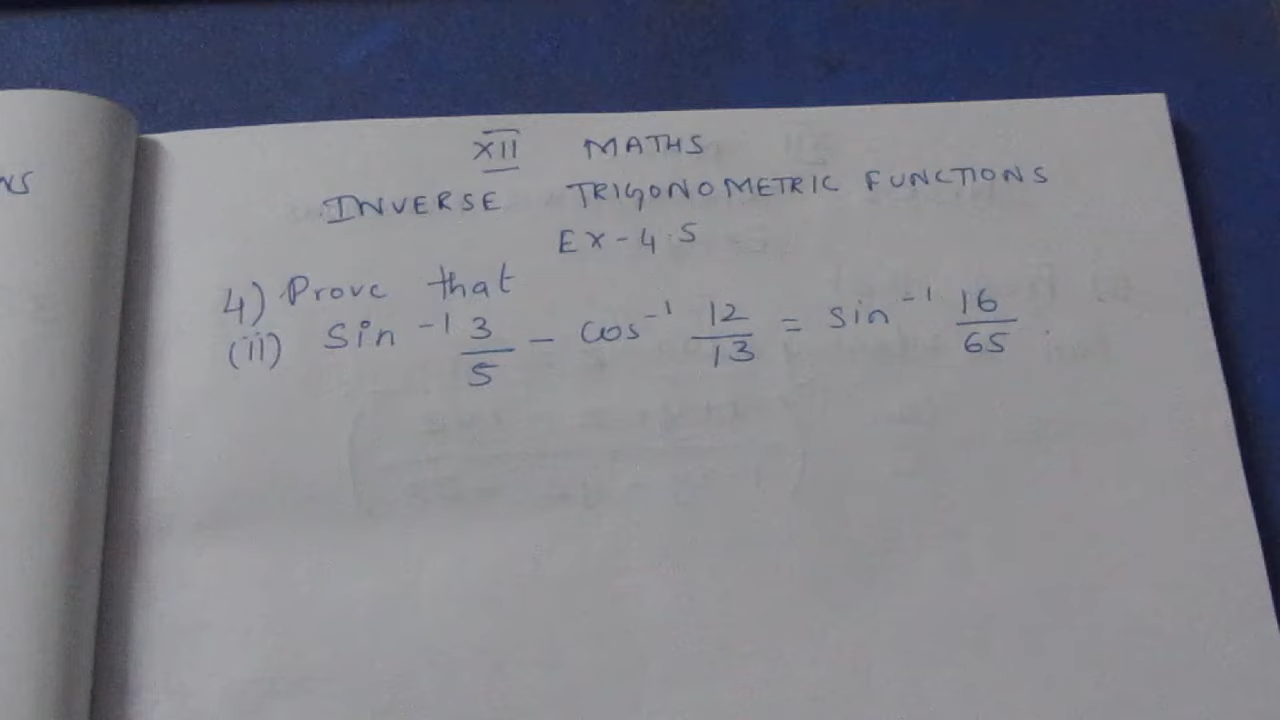 NS
XII MATHS
INVERSE TRIGONOMETRIC FUNCTIONS
EX-4.5
4) Prove that
(ii) Sin⁻¹ 3/5 - cos⁻¹ 12/13 = sin⁻¹ 16/65.